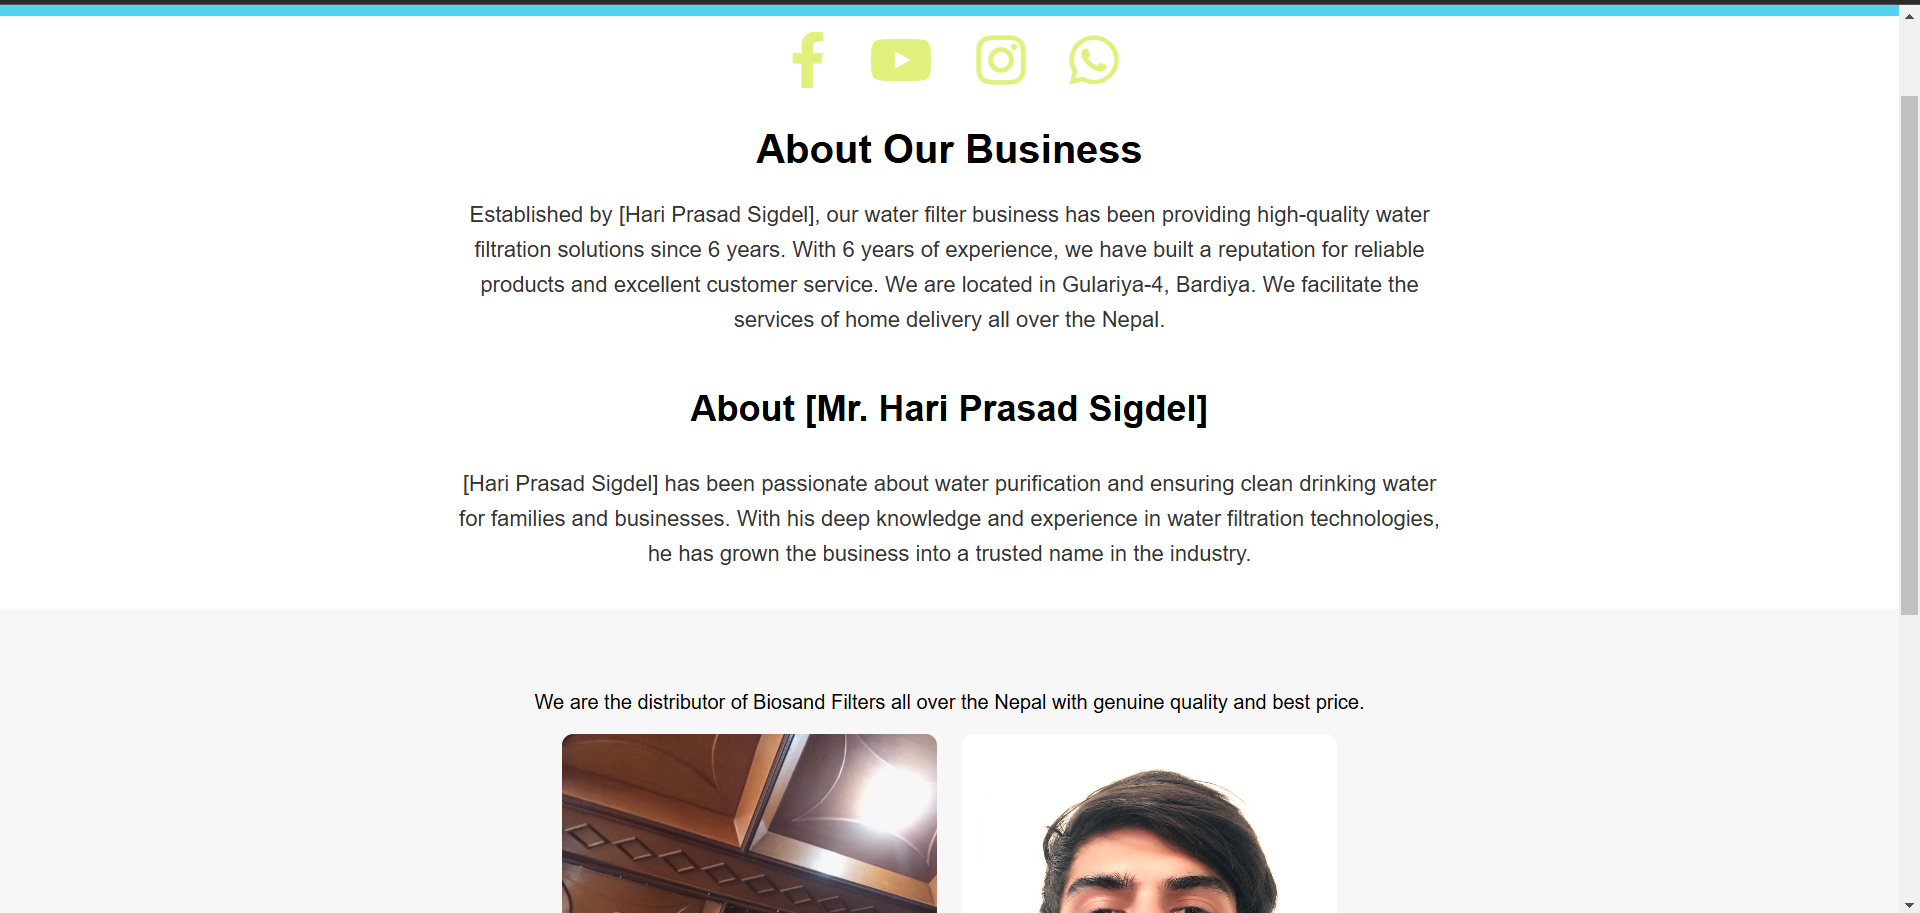 About Our Business
Established by [Hari Prasad Sigdel], our water filter business has been providing high-quality water
filtration solutions since 6 years. With 6 years of experience, we have built a reputation for reliable
products and excellent customer service. We are located in Gulariya-4, Bardiya. We facilitate the
services of home delivery all over the Nepal.
About [Mr. Hari Prasad Sigdel]
[Hari Prasad Sigdel] has been passionate about water purification and ensuring clean drinking water
for families and businesses. With his deep knowledge and experience in water filtration technologies,
he has grown the business into a trusted name in the industry.
We are the distributor of Biosand Filters all over the Nepal with genuine quality and best price.